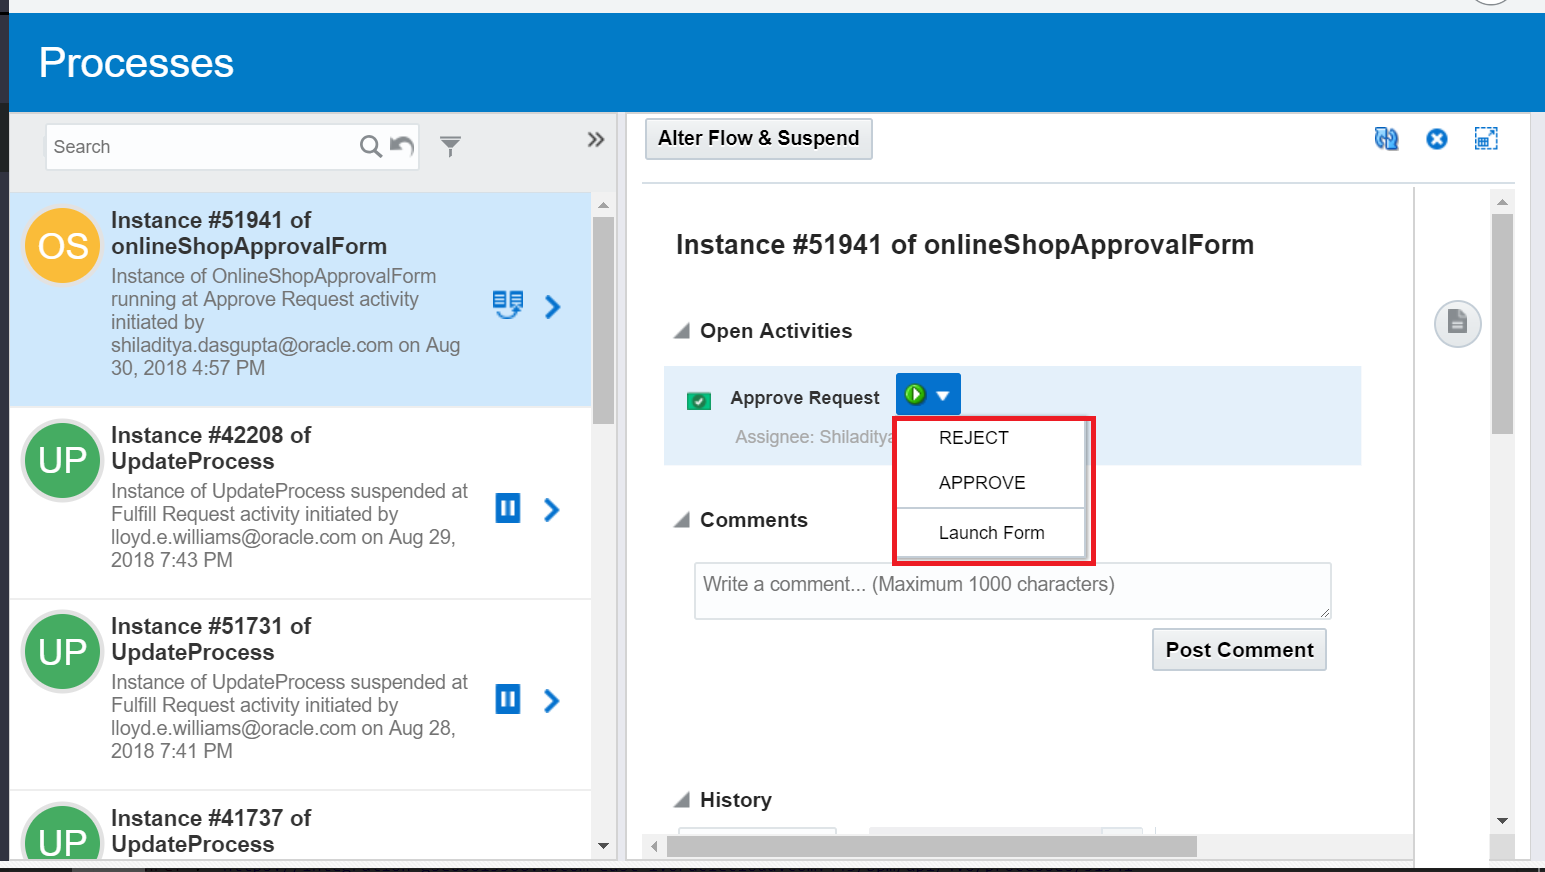 Processes
Search
Alter Flow & Suspend
OS
Instance #51941 of
onlineShopApprovalForm
Instance of OnlineShopApprovalForm
running at Approve Request activity
initiated by
shiladitya.dasgupta@oracle.com on Aug
30, 2018 4:57 PM
UP
Instance #42208 of
UpdateProcess
Instance of UpdateProcess suspended at
Fulfill Request activity initiated by
lloyd.e.williams@oracle.com on Aug 29,
2018 7:43 PM
UP
Instance #51731 of
UpdateProcess
Instance of UpdateProcess suspended at
Fulfill Request activity initiated by
lloyd.e.williams@oracle.com on Aug 28,
2018 7:41 PM
UP
Instance #41737 of
UpdateProcess
Instance #51941 of onlineShopApprovalForm
Open Activities
Approve Request
Assignee: Shiladitya
REJECT
APPROVE
Launch Form
Comments
Write a comment... (Maximum 1000 characters)
Post Comment
History